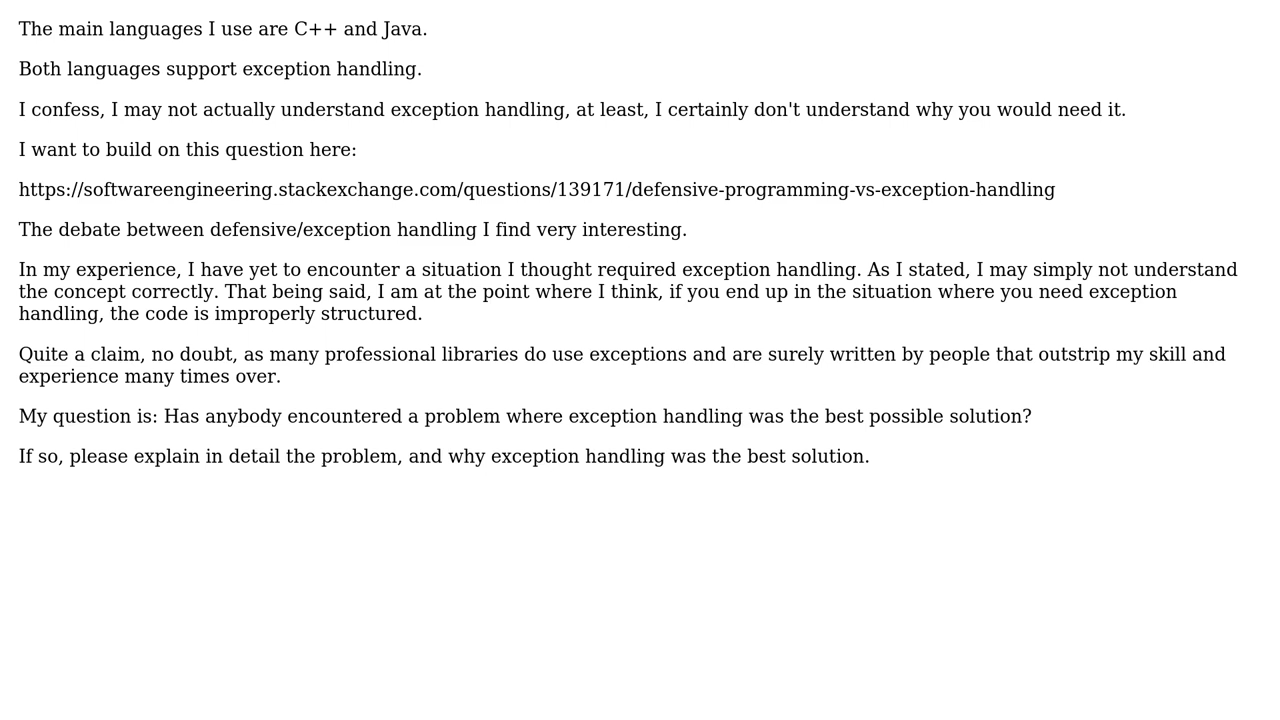 The main languages I use are C++ and Java.
Both languages support exception handling.
I confess, I may not actually understand exception handling, at least, I certainly don't understand why you would need it.
I want to build on this question here:
https://softwareengineering.stackexchange.com/questions/139171/defensive-programming-vs-exception-handling
The debate between defensive/exception handling I find very interesting.
In my experience, I have yet to encounter a situation I thought required exception handling. As I stated, I may simply not understand
the concept correctly. That being said, I am at the point where I think, if you end up in the situation where you need exception
handling, the code is improperly structured.
Quite a claim, no doubt, as many professional libraries do use exceptions and are surely written by people that outstrip my skill and
experience many times over.
My question is: Has anybody encountered a problem where exception handling was the best possible solution?
If so, please explain in detail the problem, and why exception handling was the best solution.